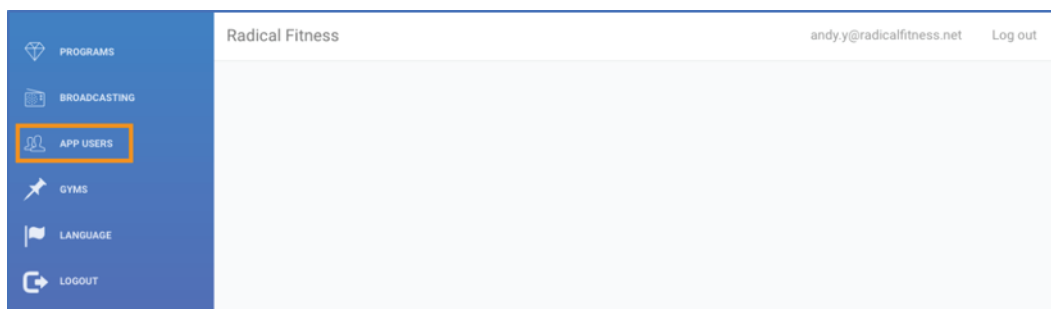 PROGRAMS
BROADCASTING
APP USERS
GYMS
LANGUAGE
LOGOUT
Radical Fitness
andy.y@radicalfitness.net Log out